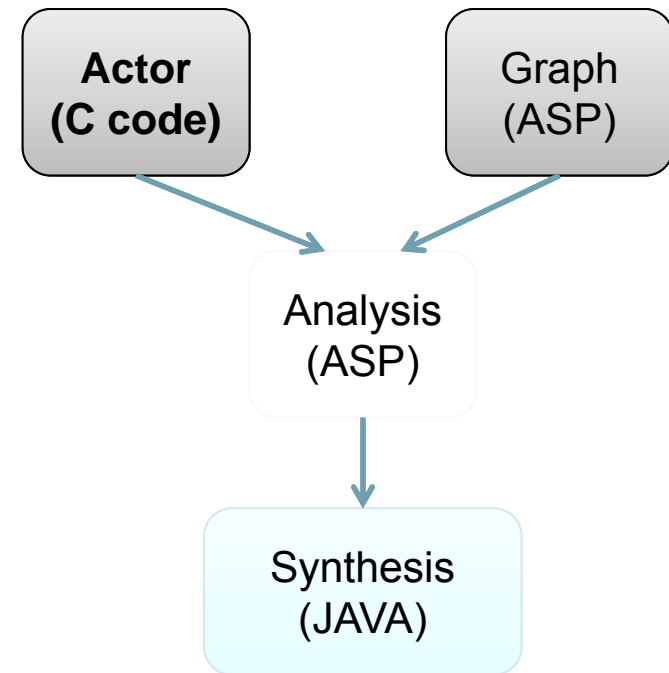 Actor
(C code)
Graph
(ASP)
Analysis
(ASP)
Synthesis
(JAVA)